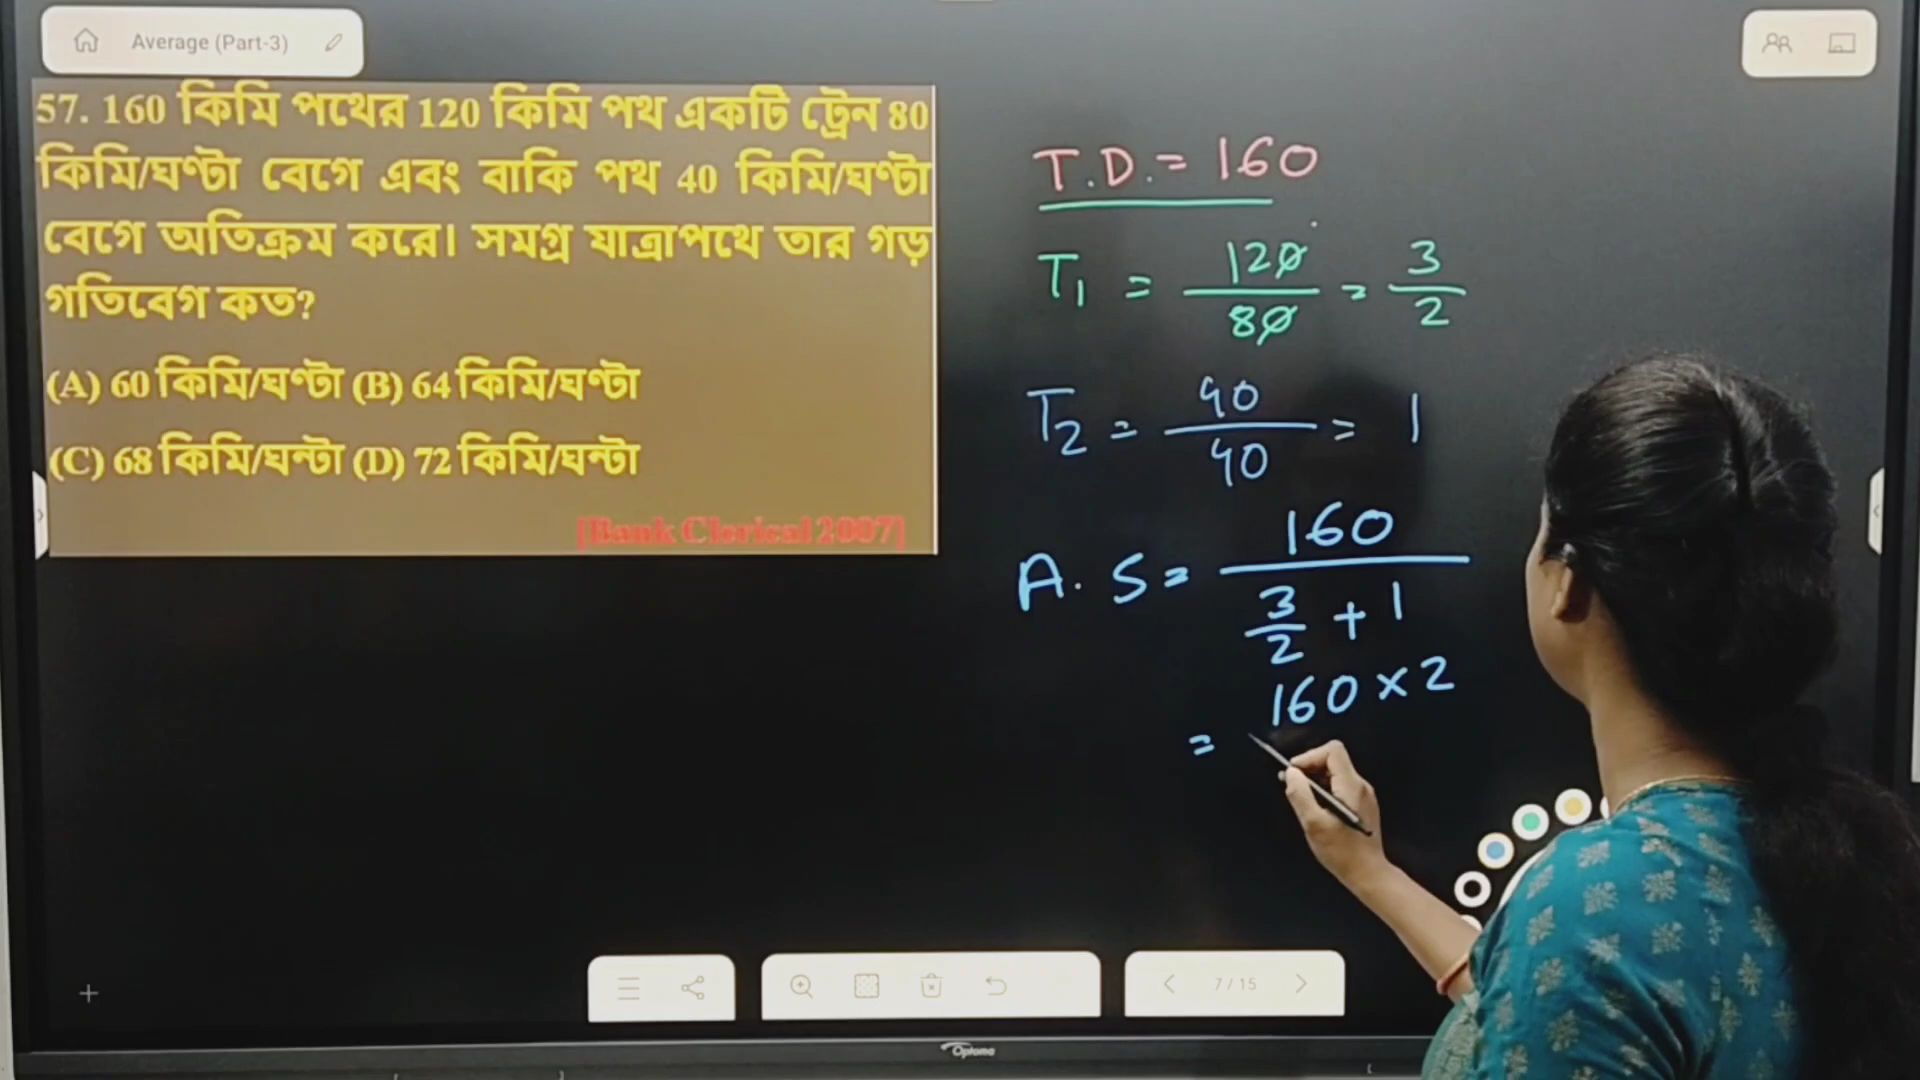 Average (Part-3)
57. 160 কিমি পথের 120 কিমি পথ একটি ট্রেন 80
কিমি/ঘণ্টা বেগে এবং বাকি পথ 40 কিমি/ঘণ্টা
বেগে অতিক্রম করে। সমগ্র যাত্রাপথে তার গড়
গতিবেগ কত?
(A) 60 কিমি/ঘণ্টা (B) 64 কিমি/ঘণ্টা
(C) 68 কিমি/ঘন্টা (D) 72 কিমি/ঘন্টা
[Bank Clerical 2007]
T.D. = 160
T1 = 120/80 = 3/2
T2 = 40/40 = 1
A. S = 160/(3/2 + 1)
= 160 × 2
7 / 15
Optoma